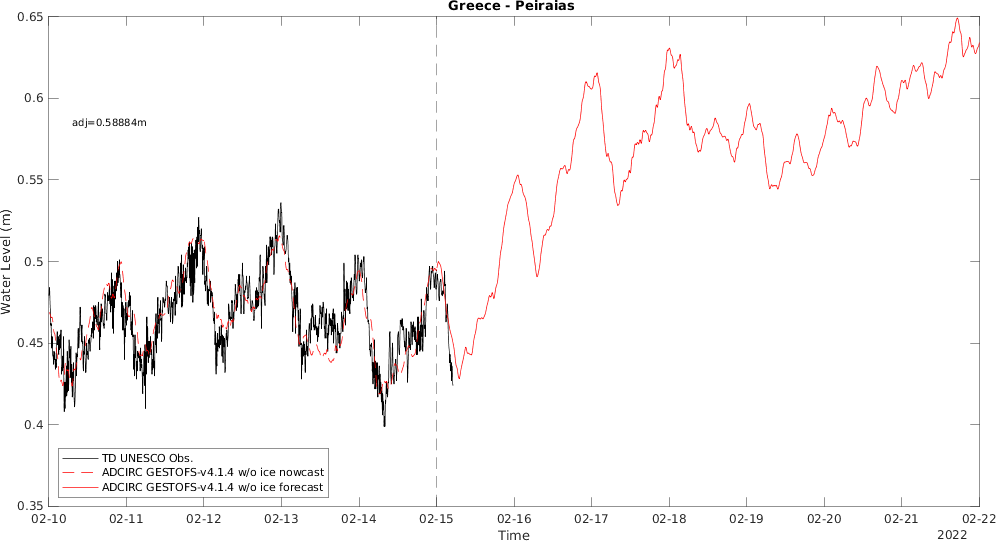 Greece - Peiraias
0.65
0.6
0.55
0.5
0.45
0.4
0.35
Water Level (m)
adj=0.58884m
TD UNESCO Obs.
ADCIRC GESTOFS-v4.1.4 w/o ice nowcast
ADCIRC GESTOFS-v4.1.4 w/o ice forecast
02-10 02-11 02-12 02-13 02-14 02-15 02-16 02-17 02-18 02-19 02-20 02-21 02-22
Time
2022